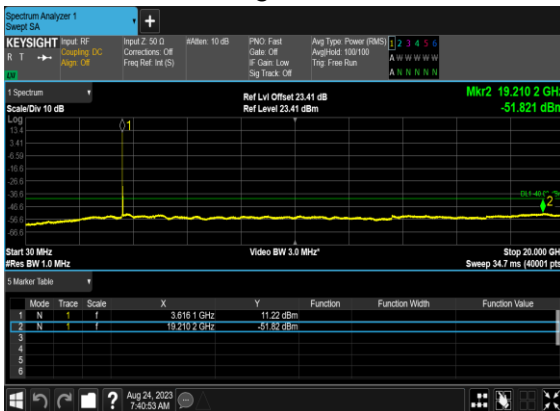 Spectrum Analyzer 1
Swept SA
KEYSIGHT
R T
LV
Input: RF
Coupling: DC
Align: Off
Input Z: 50 Ω
Corrections: Off
Freq Ref: Int (S)
#Atten: 10 dB
PNO: Fast
Gate: Off
IF Gain: Low
Sig Track: Off
Avg Type: Power (RMS)
Avg|Hold: 100/100
Trig: Free Run
1 2 3 4 5 6
A W W W W W
A N N N N N
1 Spectrum
Scale/Div 10 dB
Ref Lvl Offset 23.41 dB
Ref Level 23.41 dBm
Mkr2 19.210 2 GHz
-51.821 dBm
Log
13.4
3.41
-6.59
-16.6
-26.6
-36.6
-46.6
-56.6
-66.6
1
2
Start 30 MHz
#Res BW 1.0 MHz
Video BW 3.0 MHz*
Stop 20.000 GH
Sweep 34.7 ms (40001 pts
5 Marker Table
Mode Trace Scale X Y Function Function Width Function Value
1 N 1 f 3.616 1 GHz 11.22 dBm
2 N 1 f 19.210 2 GHz -51.82 dBm
3
4
5
6
?
Aug 24, 2023
7:40:53 AM